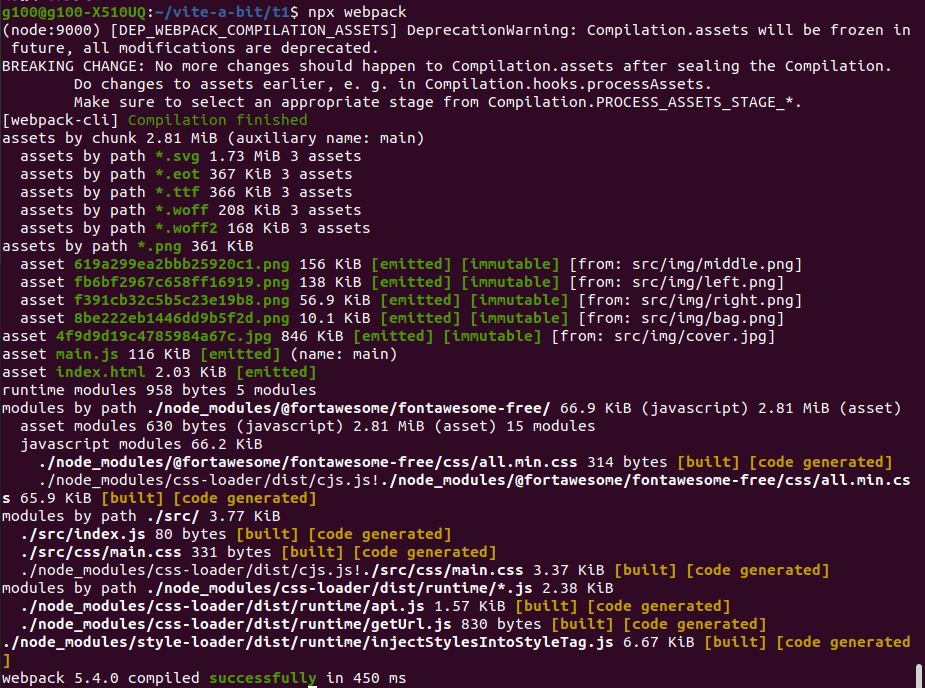 g100@g100-X510UQ:~/vite-a-bit/t1$ npx webpack
(node:9000) [DEP_WEBPACK_COMPILATION_ASSETS] DeprecationWarning: Compilation.assets will be frozen in
 future, all modifications are deprecated.
BREAKING CHANGE: No more changes should happen to Compilation.assets after sealing the Compilation.
        Do changes to assets earlier, e. g. in Compilation.hooks.processAssets.
        Make sure to select an appropriate stage from Compilation.PROCESS_ASSETS_STAGE_*.
[webpack-cli] Compilation finished
assets by chunk 2.81 MiB (auxiliary name: main)
  assets by path *.svg 1.73 MiB 3 assets
  assets by path *.eot 367 KiB 3 assets
  assets by path *.ttf 366 KiB 3 assets
  assets by path *.woff 208 KiB 3 assets
  assets by path *.woff2 168 KiB 3 assets
assets by path *.png 361 KiB
  asset 619a299ea2bbb25920c1.png 156 KiB [emitted] [immutable] [from: src/img/middle.png]
  asset fb6bf2967c658ff16919.png 138 KiB [emitted] [immutable] [from: src/img/left.png]
  asset f391cb32c5b5c23e19b8.png 56.9 KiB [emitted] [immutable] [from: src/img/right.png]
  asset 8be222eb1446dd9b5f2d.png 10.1 KiB [emitted] [immutable] [from: src/img/bag.png]
asset 4f9d9d19c4785984a67c.jpg 846 KiB [emitted] [immutable] [from: src/img/cover.jpg]
asset main.js 116 KiB [emitted] (name: main)
asset index.html 2.03 KiB [emitted]
runtime modules 958 bytes 5 modules
modules by path ./node_modules/@fortawesome/fontawesome-free/ 66.9 KiB (javascript) 2.81 MiB (asset)
  asset modules 630 bytes (javascript) 2.81 MiB (asset) 15 modules
  javascript modules 66.2 KiB
    ./node_modules/@fortawesome/fontawesome-free/css/all.min.css 314 bytes [built] [code generated]
    ./node_modules/css-loader/dist/cjs.js!./node_modules/@fortawesome/fontawesome-free/css/all.min.cs
s 65.9 KiB [built] [code generated]
modules by path ./src/ 3.77 KiB
  ./src/index.js 80 bytes [built] [code generated]
  ./src/css/main.css 331 bytes [built] [code generated]
  ./node_modules/css-loader/dist/cjs.js!./src/css/main.css 3.37 KiB [built] [code generated]
modules by path ./node_modules/css-loader/dist/runtime/*.js 2.38 KiB
  ./node_modules/css-loader/dist/runtime/api.js 1.57 KiB [built] [code generated]
  ./node_modules/css-loader/dist/runtime/getUrl.js 830 bytes [built] [code generated]
./node_modules/style-loader/dist/runtime/injectStylesIntoStyleTag.js 6.67 KiB [built] [code generated
]
webpack 5.4.0 compiled successfully in 450 ms